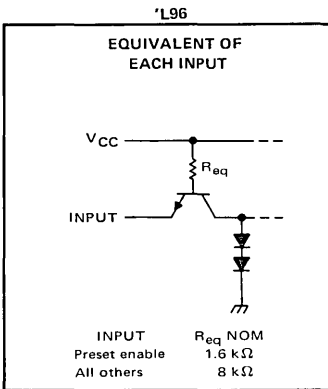 'L96
EQUIVALENT OF
EACH INPUT
VCC
Req
INPUT
INPUT Req NOM
Preset enable 1.6 kΩ
All others 8 kΩ